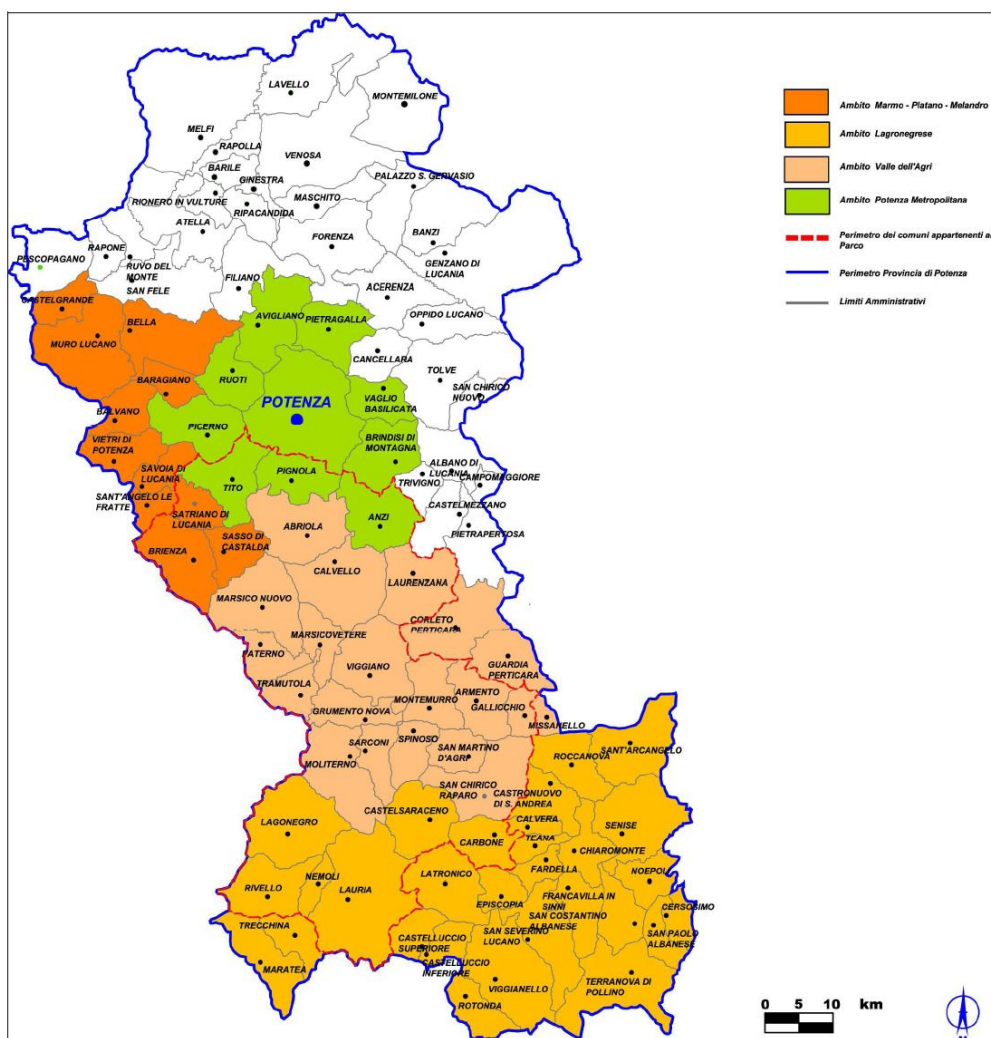 LAVELLO
MONTEMILONE
MELFI
RAPOLLA
VENOSA
BARILE
PALAZZO S. GERVASIO
GINESTRA
RIONERO IN VULTURE
MASCHITO
RIPACANDIDA
ATELLA
BANZI
FORENZA
RAPONE
GENZANO
DI LUCANIA
PESCOPAGANO
RUVO DEL
MONTE
SAN FELE
FILIANO
ACERENZA
CASTELGRANDE
BELLA
AVIGLIANO
PIETRAGALLA
OPPIDO LUCANO
MURO LUCANO
CANCELLARA
TOLVE
RUOTI
BARAGIANO
SAN CHIRICO
NUOVO
VAGLIO
BASILICATA
POTENZA
BALVANO
PICERNO
BRINDISI DI
MONTAGNA
VIETRI DI
POTENZA
ALBANO DI
LUCANIA
SAVOIA DI
LUCANIA
PIGNOLA
TRIVIGNO
CAMPOMAGGIORE
TITO
SANT'ANGELO LE
FRATTE
CASTELMEZZANO
SATRIANO DI
LUCANIA
ANZI
ABRIOLA
PIETRAPERTOSA
SASSO DI
CASTALDA
BRIENZA
CALVELLO
LAURENZANA
MARSICO NUOVO
CORLETO
PERTICARA
MARSICOVETERE
PATERNO
GUARDIA
PERTICARA
VIGGIANO
TRAMUTOLA
ARMENTO
MONTEMURRO
GALLICCHIO
GRUMENTO NOVA
MISSANELLO
SPINOSO
SARCONI
SAN MARTINO
D'AGRI
SANT'ARCANGELO
MOLITERNO
ROCCANOVA
SAN CHIRICO
RAPARO
CASTRONUOVO
DI S. ANDREA
CASTELSARACENO
CALVERA
SENISE
LAGONEGRO
CARBONE
TEANA
CHIAROMONTE
FARDELLA
NOEPOLI
NEMOLI
LATRONICO
RIVELLO
LAURIA
EPISCOPIA
FRANCAVILLA IN
SINNI
CERSOSIMO
SAN COSTANTINO
ALBANESE
TRECCHINA
SAN SEVERINO
LUCANO
SAN PAOLO
ALBANESE
CASTELLUCCIO
SUPERIORE
CASTELLUCCIO
INFERIORE
MARATEA
VIGGIANELLO
TERRANOVA DI
POLLINO
ROTONDA
Ambito Marmo - Platano - Melandro
Ambito Lagronegrese
Ambito Valle dell'Agri
Ambito Potenza Metropolitana
Perimetro dei comuni appartenenti al
Parco
Perimetro Provincia di Potenza
Limiti Amministrativi
0 5 10 km